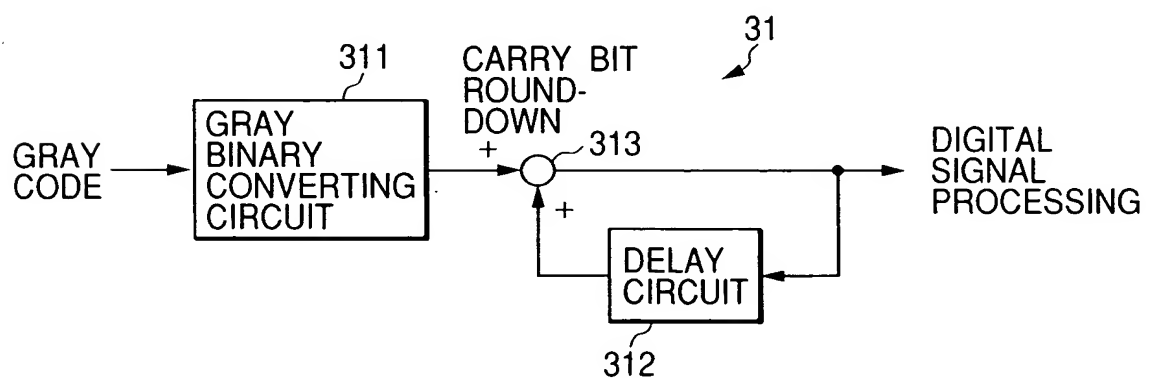 31
311
CARRY BIT
ROUND-
DOWN
GRAY
CODE
GRAY
BINARY
CONVERTING
CIRCUIT
+
313
+
DIGITAL
SIGNAL
PROCESSING
DELAY
CIRCUIT
312